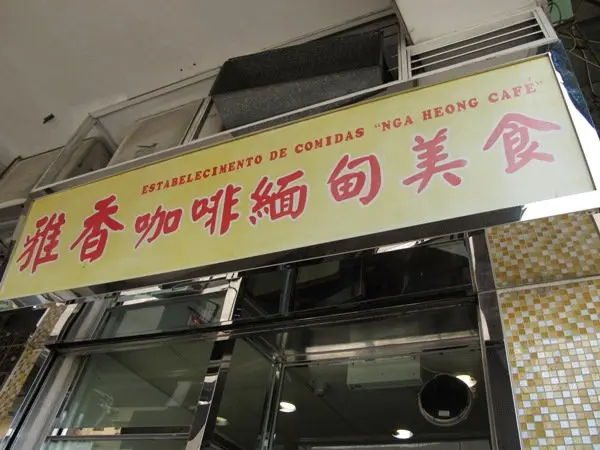 ESTABELECIMENTO DE COMIDAS "NGA HEONG CAFÉ"
雅香咖啡緬甸美食